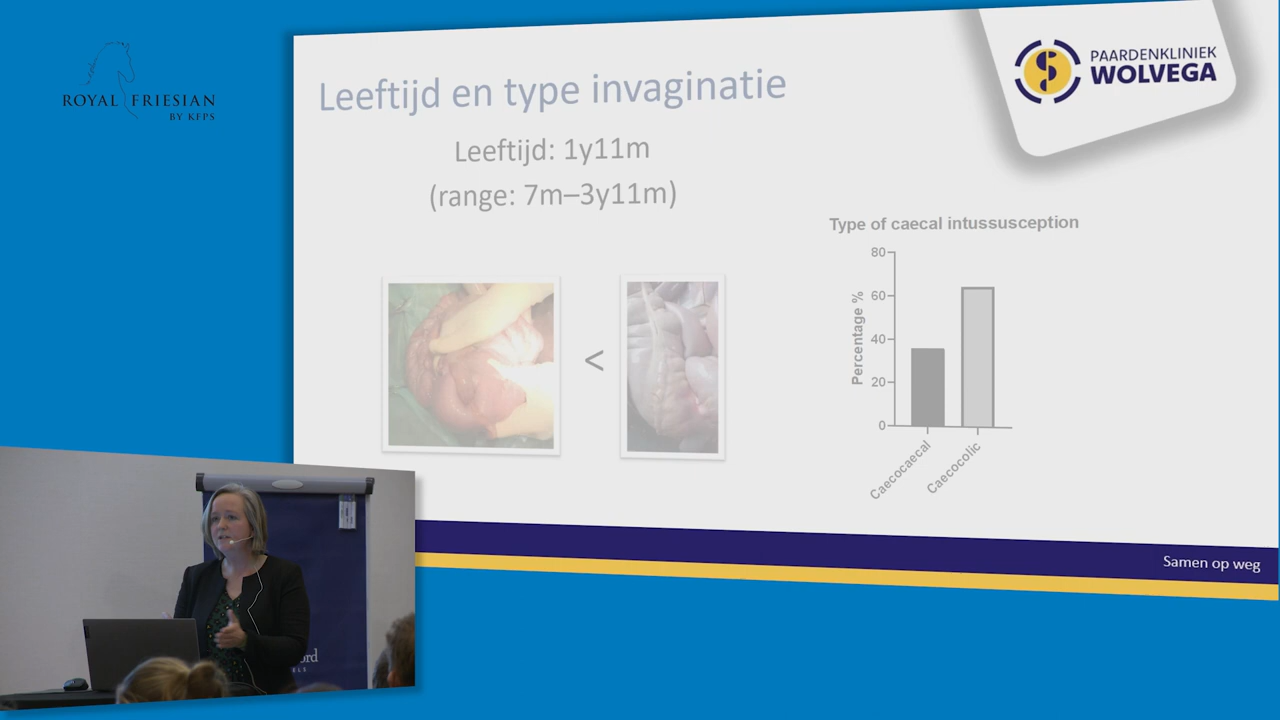 ROYAL FRIESIAN
BY KFPS
PAARDENKLINIEK
WOLVEGA
Leeftijd en type invaginatie
Leeftijd: 1y11m
(range: 7m–3y11m)
<
Type of caecal intussusception
Percentage %
80
60
40
20
0
Caecocaecal
Caecocolic
Samen op weg